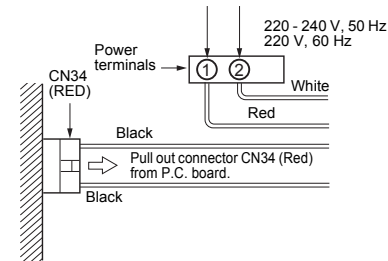 220 - 240 V, 50 Hz
220 V, 60 Hz
Power
terminals
1 2
CN34
(RED)
White
Red
Black
Pull out connector CN34 (Red)
from P.C. board.
Black